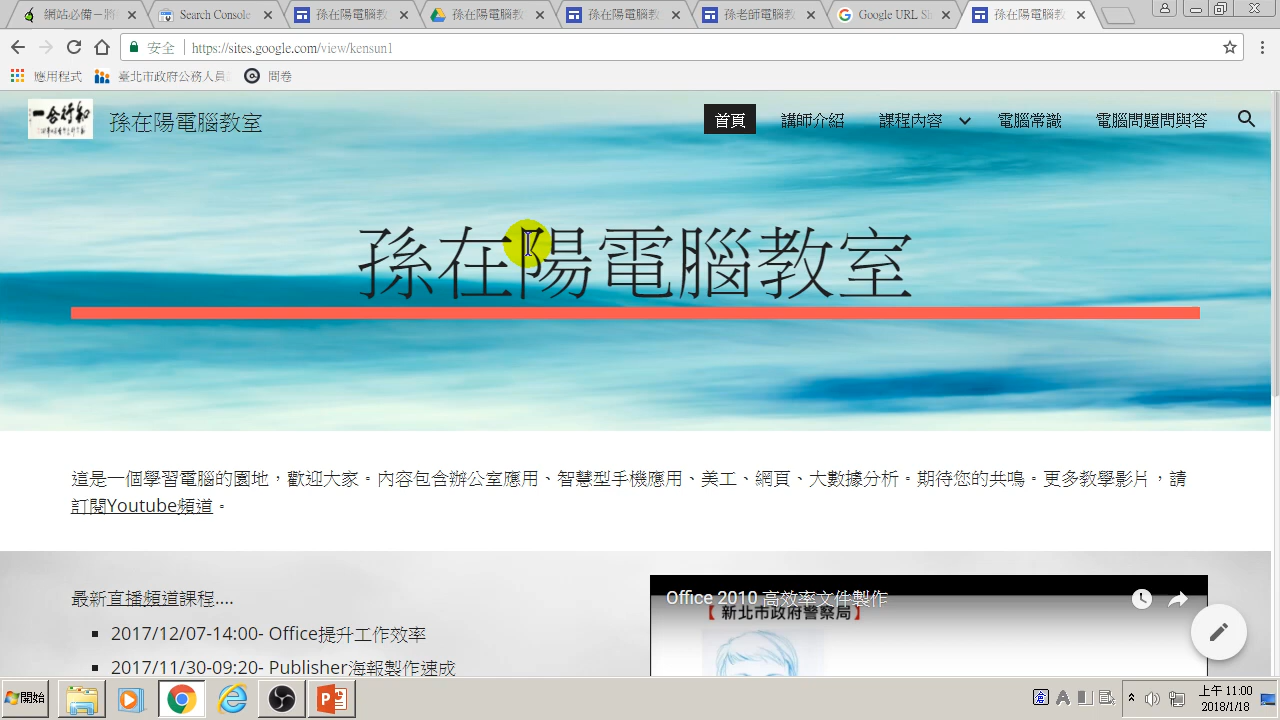 網站必備一
Search Console
孫在陽電腦教
孫在陽電腦教
孫在陽電腦教
孫老師電腦教
Google URL Sh
孫在陽電腦教
安全 https://sites.google.com/view/kensun1
應用程式 臺北市政府公務人員 問卷
知行合一
孫在陽電腦教室 首頁 講師介紹 課程內容 電腦常識 電腦問題問與答
孫在陽電腦教室
這是一個學習電腦的園地，歡迎大家。內容包含辦公室應用、智慧型手機應用、美工、網頁、大數據分析。期待您的共鳴。更多教學影片，請
訂閱Youtube頻道。
最新直播頻道課程....
2017/12/07-14:00- Office提升工作效率
2017/11/30-09:20- Publisher海報製作速成
Office 2010 高效率文件製作
【 新北市政府警察局】
開始
上午 11:00
2018/1/18